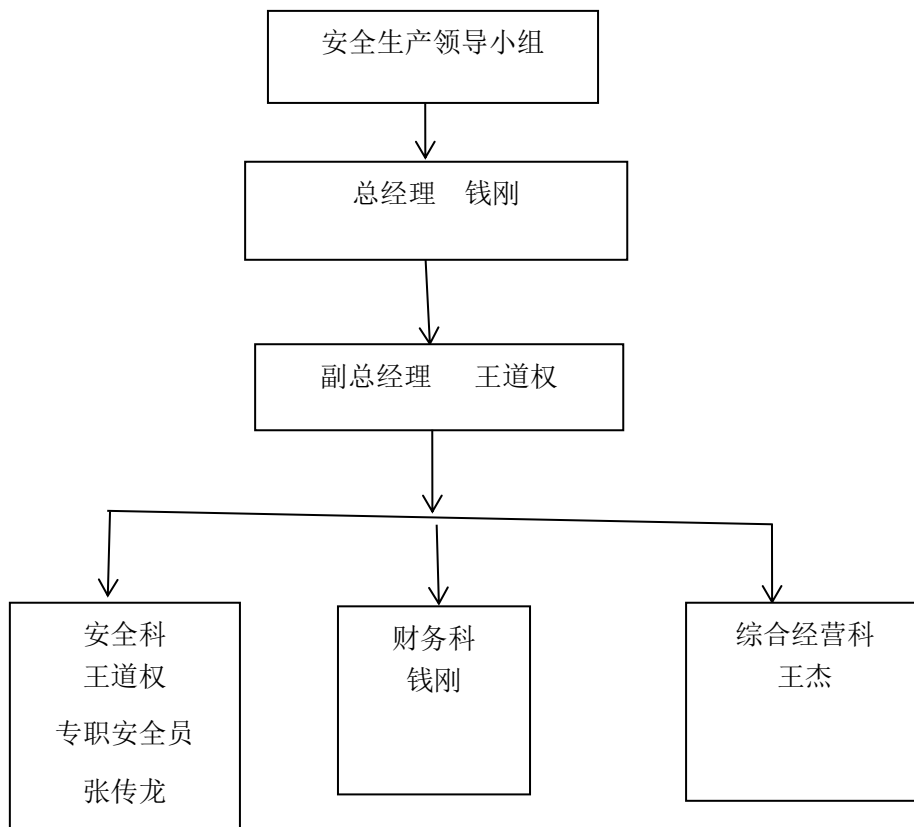 安全生产领导小组
总经理 钱刚
副总经理 王道权
安全科
王道权
专职安全员
张传龙
财务科
钱刚
综合经营科
王杰